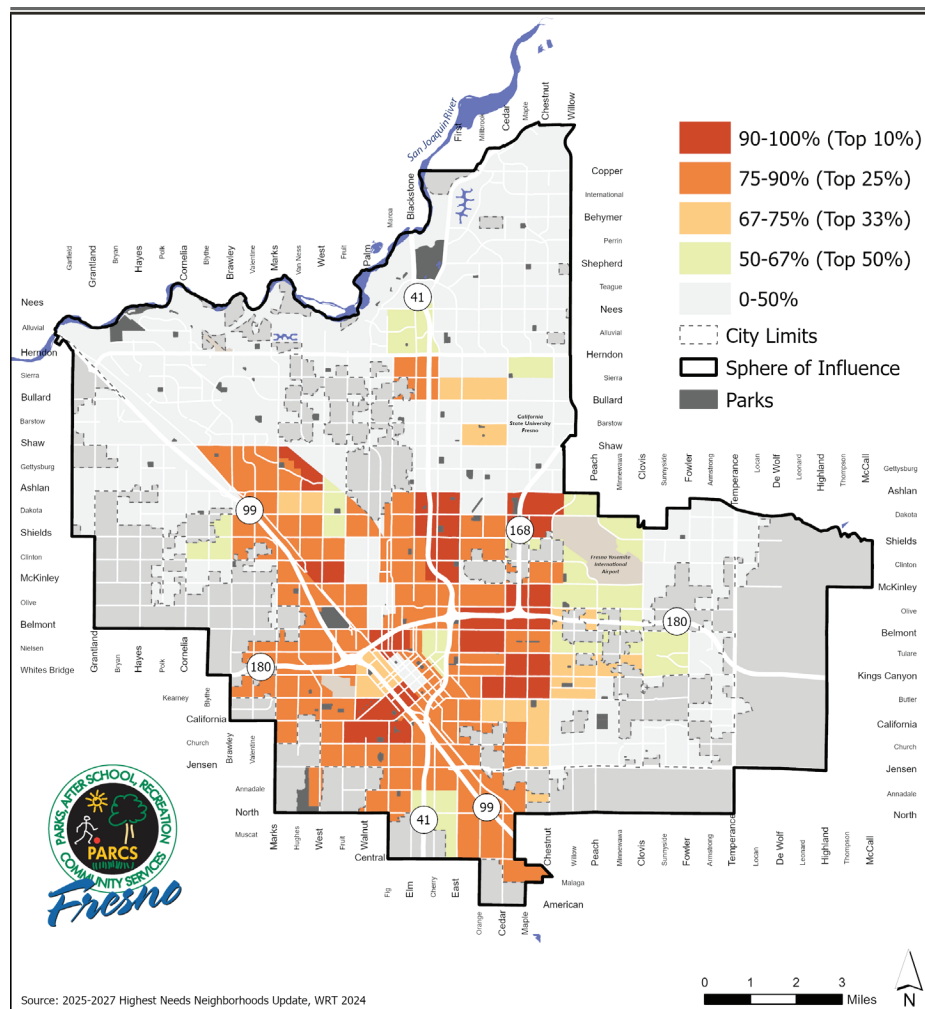 San Joaquin River
First
Millbrook
Cedar
Maple
Chestnut
Willow
90-100% (Top 10%)
75-90% (Top 25%)
67-75% (Top 33%)
50-67% (Top 50%)
0-50%
City Limits
Sphere of Influence
Parks
Copper
International
Behymer
Perrin
Shepherd
Teague
Nees
Alluvial
Herndon
Sierra
Bullard
Barstow
Shaw
Garfield
Grantland
Bryan
Hayes
Polk
Cornelia
Blythe
Brawley
Valentine
Marks
Van Ness
West
Fruit
Palm
Maroa
Blackstone
Nees
Alluvial
Herndon
Sierra
Bullard
Barstow
Shaw
Gettysburg
Ashlan
Dakota
Shields
Clinton
McKinley
Olive
Belmont
Nielsen
Whites Bridge
41
California
State University
Fresno
99
168
Fresno Yosemite
International
Airport
180
180
41
99
Peach
Minnewawa
Clovis
Sunnyside
Fowler
Armstrong
Temperance
Locan
De Wolf
Leonard
Highland
Thompson
McCall
Gettysburg
Ashlan
Dakota
Shields
Clinton
McKinley
Olive
Belmont
Tulare
Kings Canyon
Butler
California
Church
Jensen
Annadale
North
Grantland
Bryan
Hayes
Polk
Cornelia
Kearney
Blythe
California
Church
Jensen
Brawley
Valentine
Annadale
North
Muscat
Marks
Hughes
West
Fruit
Walnut
Central
Fig
Elm
Cherry
East
Orange
Cedar
Maple
American
Malaga
Chestnut
Willow
Peach
Minnewawa
Clovis
Sunnyside
Fowler
Armstrong
Temperance
Locan
De Wolf
Leonard
Highland
Thompson
McCall
PARKS, AFTER SCHOOL, RECREATION
COMMUNITY SERVICES
PARCS
Fresno
Source: 2025-2027 Highest Needs Neighborhoods Update, WRT 2024
0 1 2 3
Miles
N